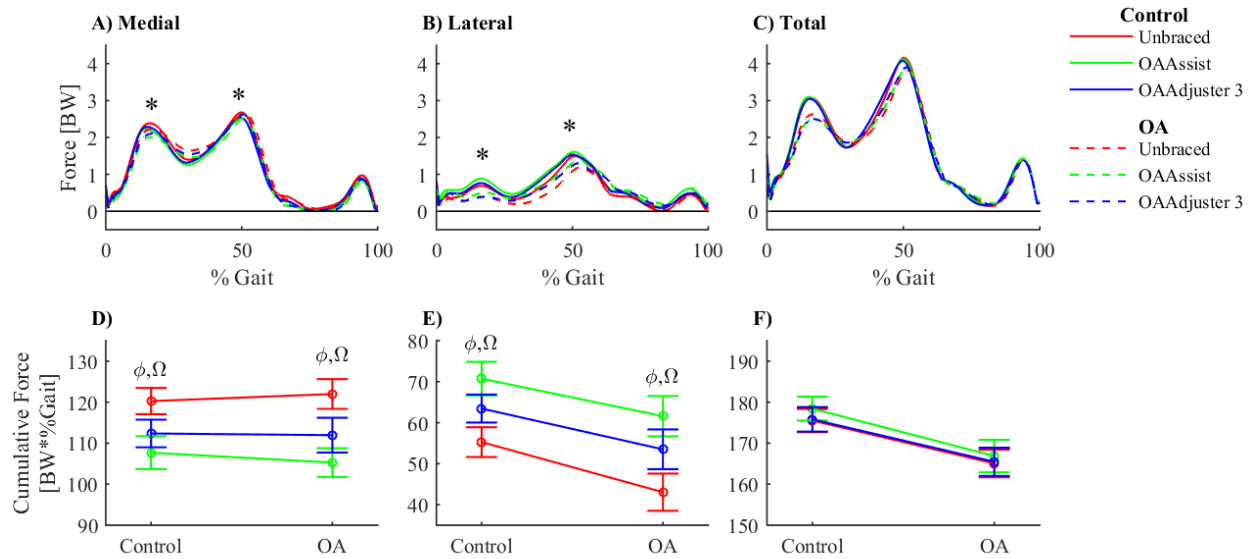 A) Medial
B) Lateral
C) Total
Control
Unbraced
OAAssist
OAAdjuster 3
OA
Unbraced
OAAssist
OAAdjuster 3
Force [BW]
4
3
2
1
0
*
*
0
50
100
% Gait
4
3
2
1
0
*
*
0
50
100
% Gait
4
3
2
1
0
0
50
100
% Gait
D)
E)
F)
Cumulative Force
[BW*%Gait]
130
120
110
100
90
ϕ,Ω
ϕ,Ω
Control
OA
80
70
60
50
40
ϕ,Ω
ϕ,Ω
Control
OA
190
180
170
160
150
Control
OA